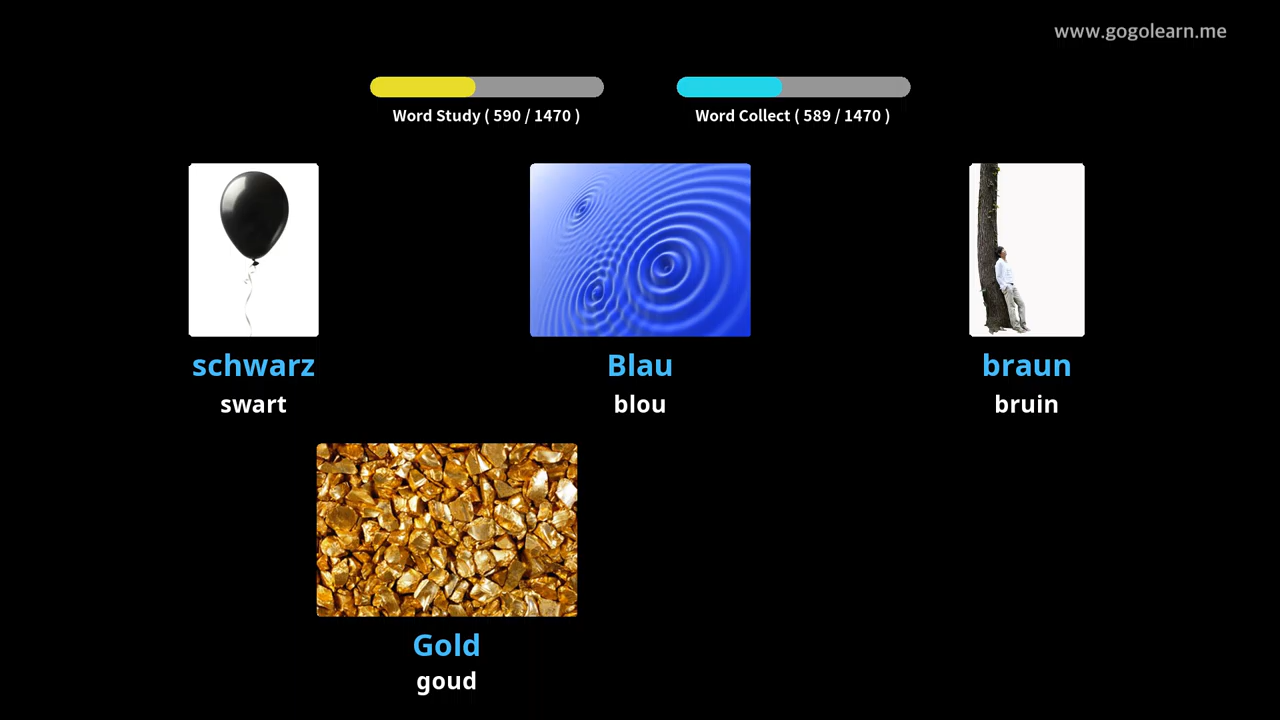 www.gogolearn.me
Word Study ( 590 / 1470 )
Word Collect ( 589 / 1470 )
schwarz
swart
Blau
blou
braun
bruin
Gold
goud